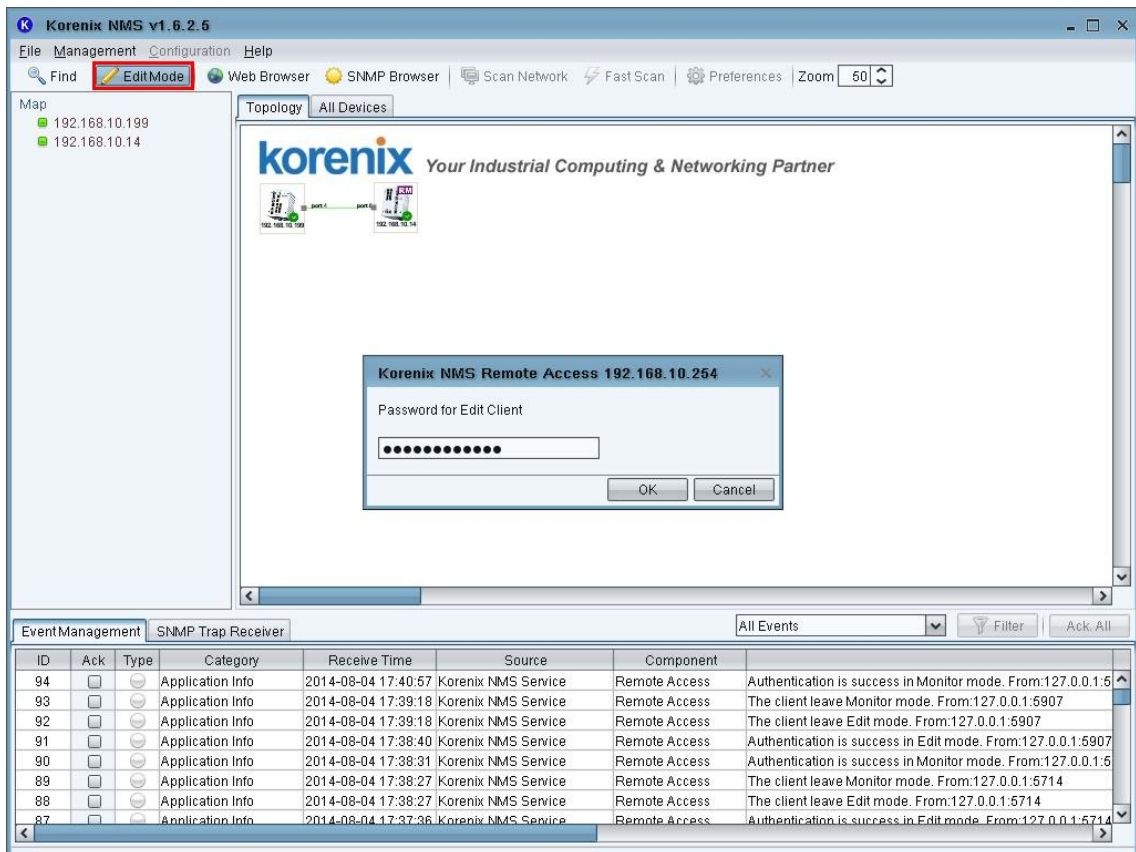 K Korenix NMS v1.6.2.5
File Management Configuration Help
Find EditMode Web Browser SNMP Browser Scan Network Fast Scan Preferences Zoom 50
Map
192.168.10.199
192.168.10.14
Topology All Devices
korenix Your Industrial Computing & Networking Partner
RM
port 4 port
192.168.10.199 192.168.10.14
Korenix NMS Remote Access 192.168.10.254
Password for Edit Client
●●●●●●●●●●●●
OK Cancel
Event Management SNMP Trap Receiver All Events Filter Ack. All
ID Ack Type Category Receive Time Source Component
94 Application Info 2014-08-04 17:40:57 Korenix NMS Service Remote Access Authentication is success in Monitor mode. From:127.0.0.1:5
93 Application Info 2014-08-04 17:39:18 Korenix NMS Service Remote Access The client leave Monitor mode. From:127.0.0.1:5907
92 Application Info 2014-08-04 17:39:18 Korenix NMS Service Remote Access The client leave Edit mode. From:127.0.0.1:5907
91 Application Info 2014-08-04 17:38:40 Korenix NMS Service Remote Access Authentication is success in Edit mode. From:127.0.0.1:5907
90 Application Info 2014-08-04 17:38:31 Korenix NMS Service Remote Access Authentication is success in Monitor mode. From:127.0.0.1:5
89 Application Info 2014-08-04 17:38:27 Korenix NMS Service Remote Access The client leave Monitor mode. From:127.0.0.1:5714
88 Application Info 2014-08-04 17:38:27 Korenix NMS Service Remote Access The client leave Edit mode. From:127.0.0.1:5714
87 Application Info 2014-08-04 17:37:36 Korenix NMS Service Remote Access Authentication is success in Edit mode. From:127.0.0.1:5714